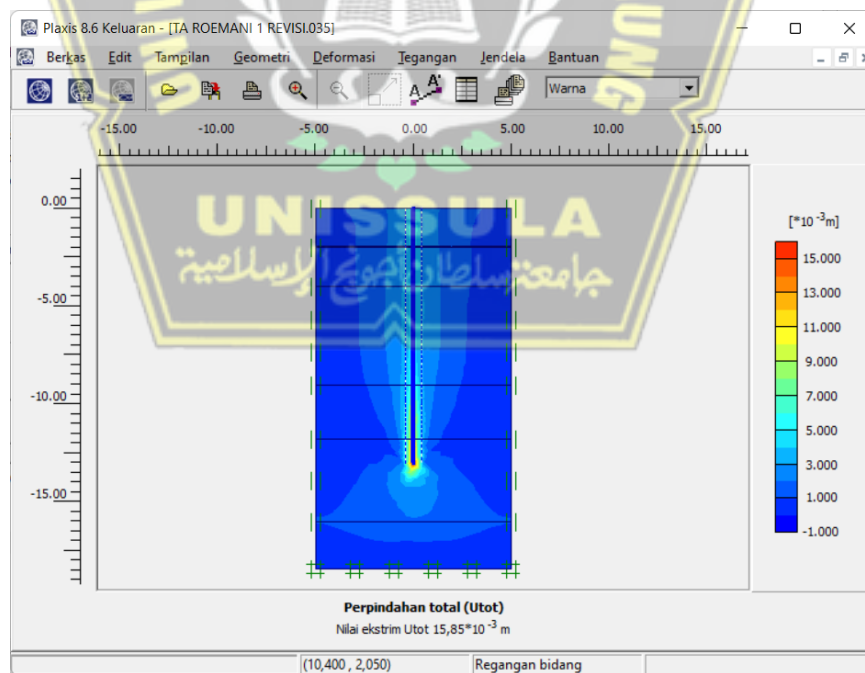 Plaxis 8.6 Keluaran - [TA ROEMANI 1 REVISI.035]
Berkas Edit Tampilan Geometri Deformasi Tegangan Jendela Bantuan
A A' Warna
-15.00 -10.00 -5.00 0.00 5.00 10.00 15.00
0.00
-5.00
-10.00
-15.00
UNISSULA
جامعتسلطان أجونج الإسلامية
[*10 -3 m]
15.000
13.000
11.000
9.000
7.000
5.000
3.000
1.000
-1.000
Perpindahan total (Utot)
Nilai ekstrim Utot 15,85*10 -3 m
(10,400 , 2,050) Regangan bidang